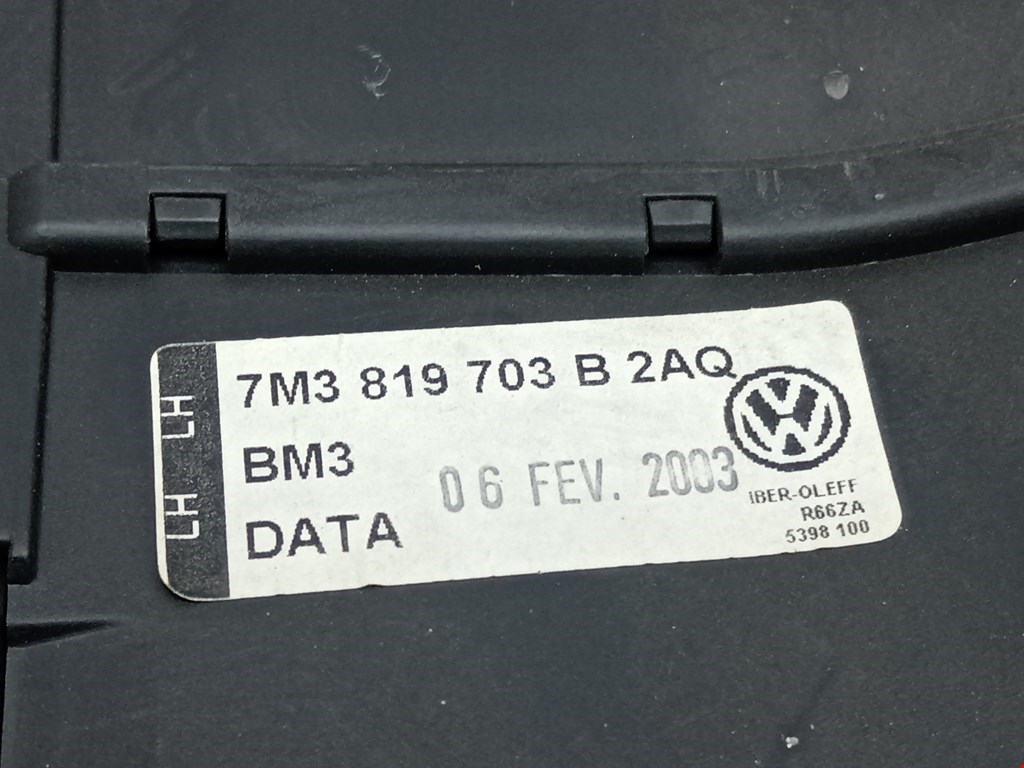 LH LH
7M3 819 703 B 2AQ
BM3
DATA 06 FEV. 2003
IBER-OLEFF
R66ZA
5398 100